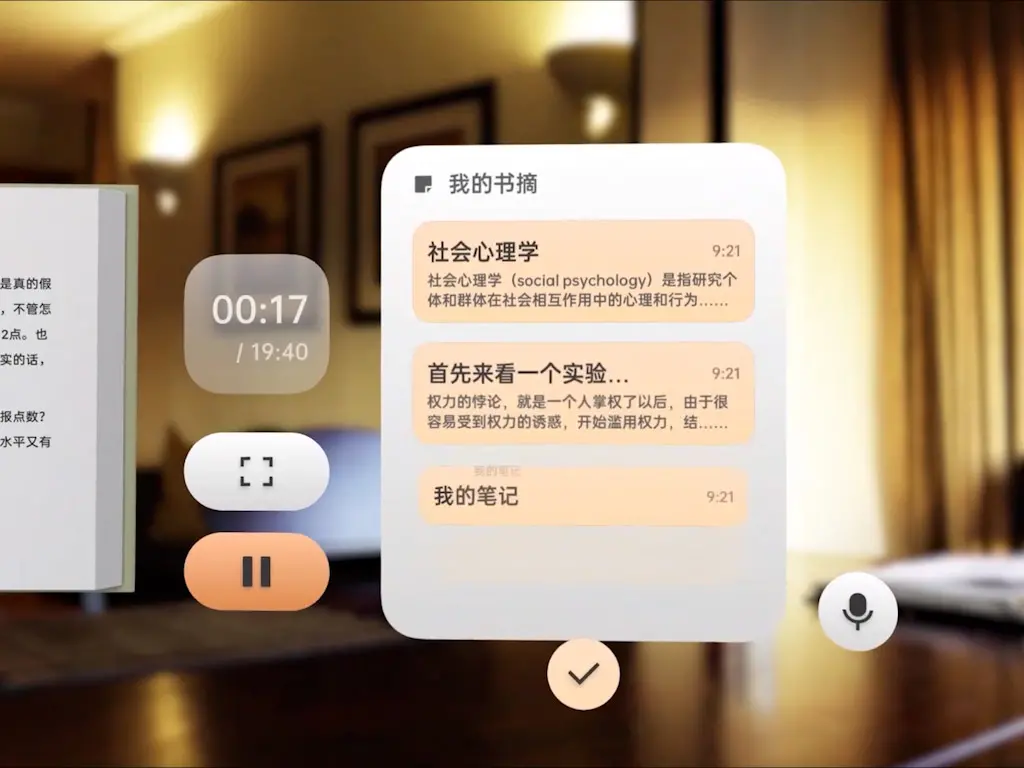 是真的假
，不管怎
2点。也
实的话，
报点数？
水平又有
00:17
/ 19:40
我的书摘
社会心理学 9:21
社会心理学（social psychology）是指研究个
体和群体在社会相互作用中的心理和行为……
首先来看一个实验... 9:21
权力的悖论，就是一个人掌权了以后，由于很
容易受到权力的诱惑，开始滥用权力，结……
我的笔记
我的笔记 9:21